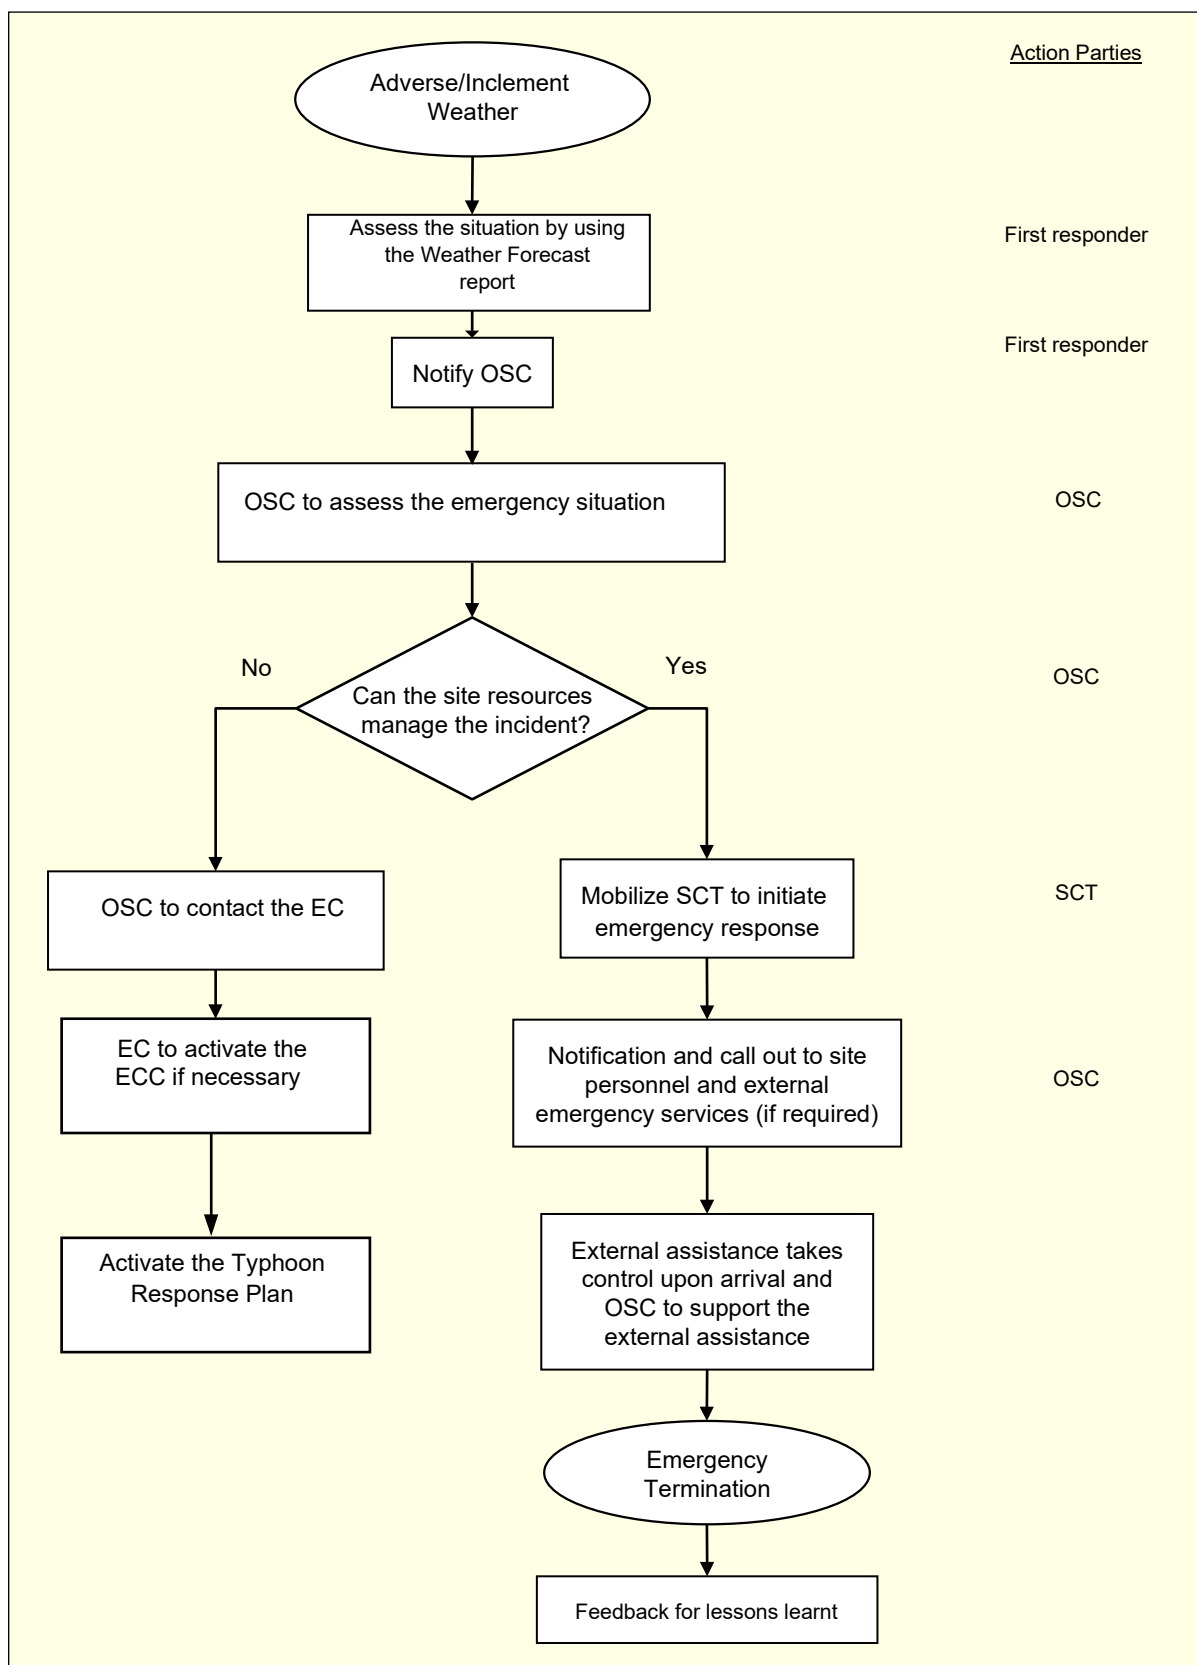 Action Parties
Adverse/Inclement
Weather
Assess the situation by using
the Weather Forecast
report
First responder
Notify OSC
First responder
OSC to assess the emergency situation
OSC
No
Yes
Can the site resources
manage the incident?
OSC
OSC to contact the EC
Mobilize SCT to initiate
emergency response
SCT
EC to activate the
ECC if necessary
Notification and call out to site
personnel and external
emergency services (if required)
OSC
Activate the Typhoon
Response Plan
External assistance takes
control upon arrival and
OSC to support the
external assistance
Emergency
Termination
Feedback for lessons learnt